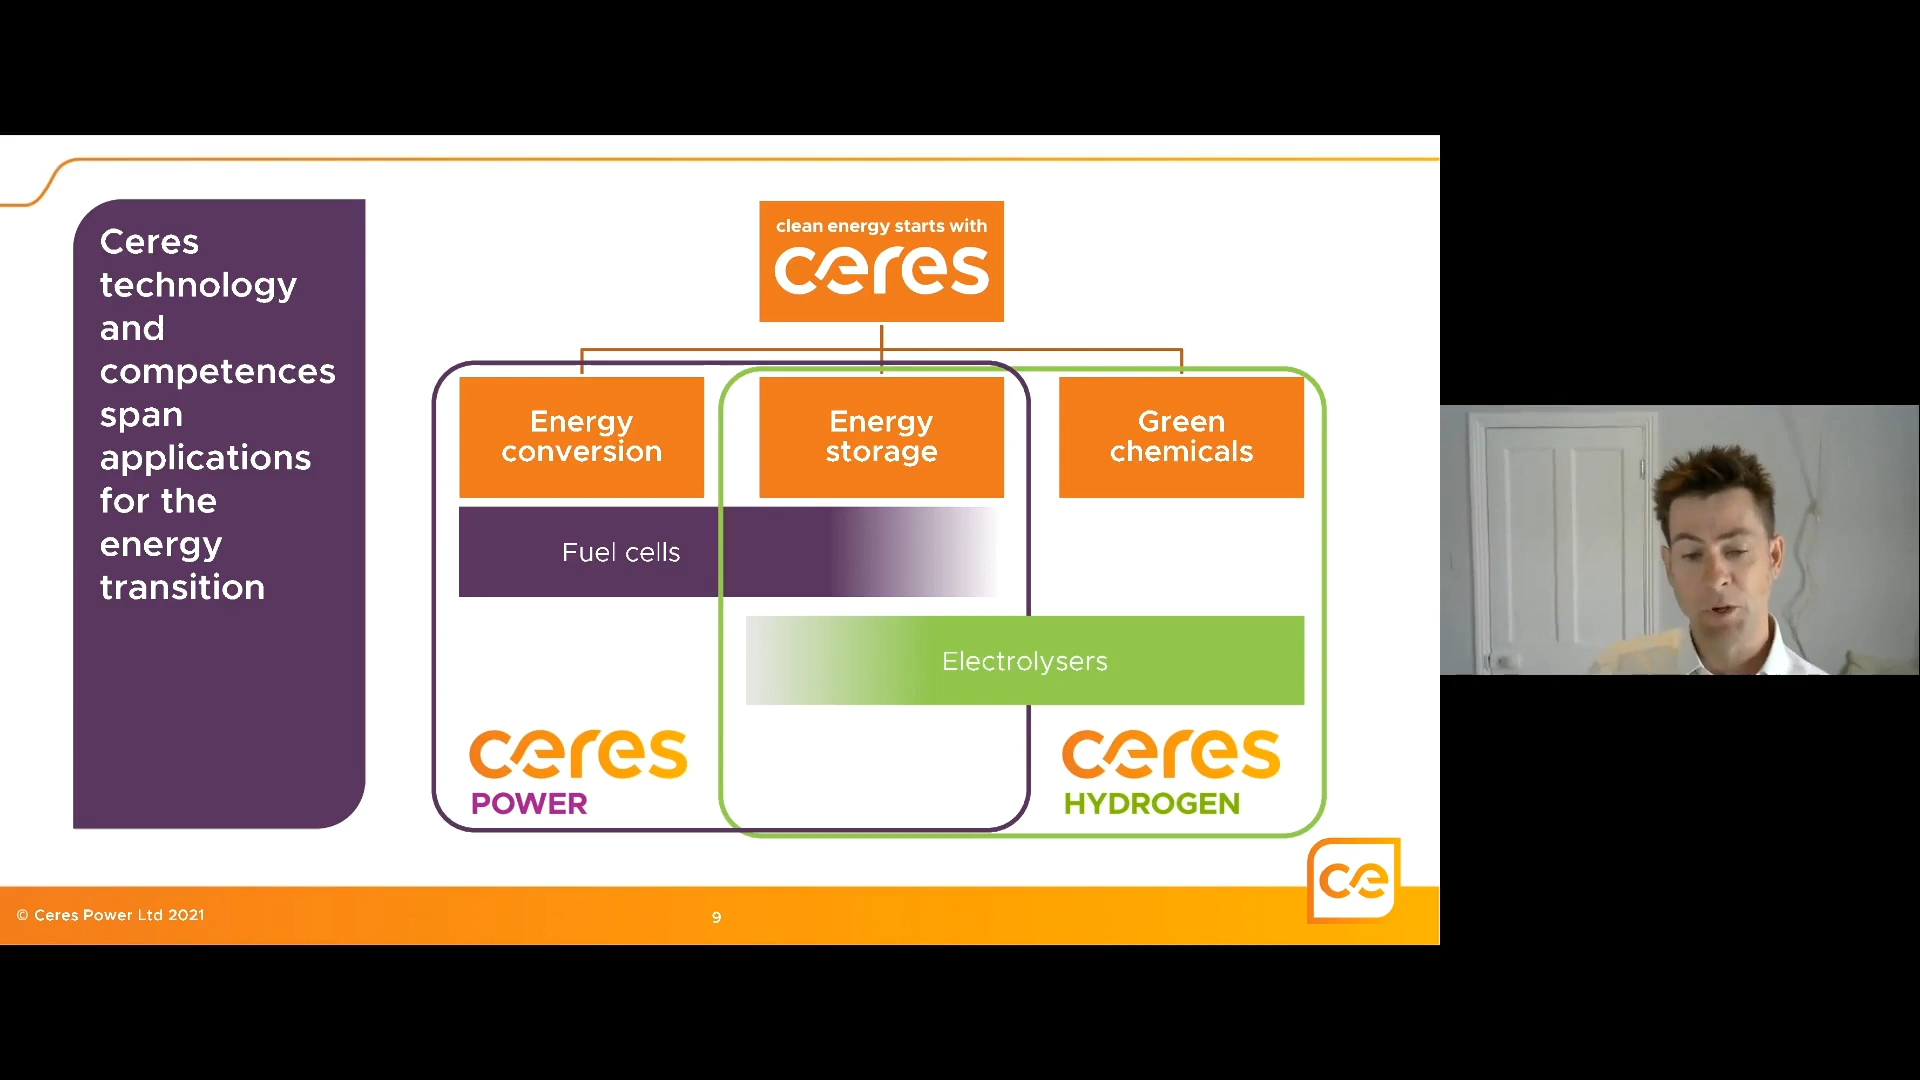 Ceres
technology
and
competences
span
applications
for the
energy
transition
clean energy starts with
ceres
Energy
conversion
Energy
storage
Green
chemicals
Fuel cells
Electrolysers
ceres
POWER
ceres
HYDROGEN
ce
© Ceres Power Ltd 2021
9